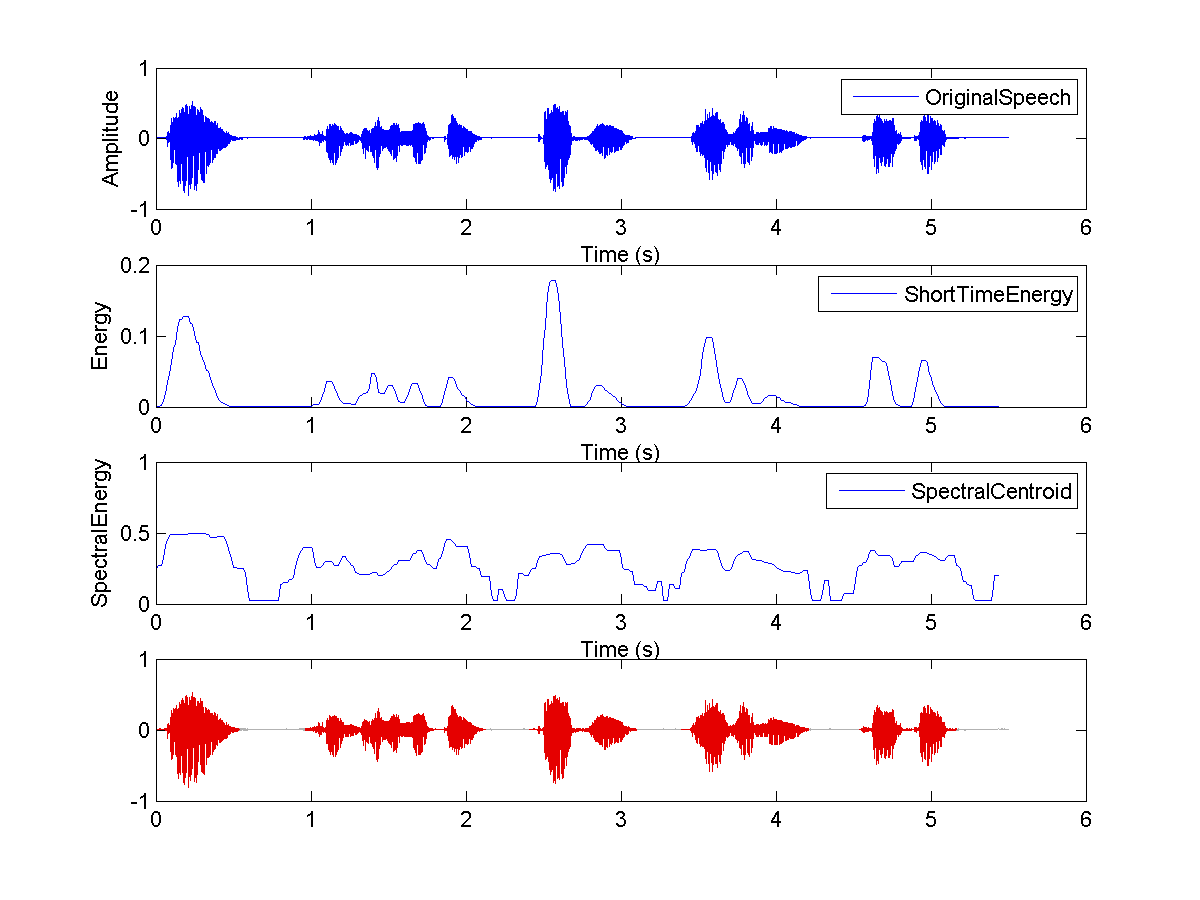 1
OriginalSpeech
Amplitude
0
-1
0 1 2 3 4 5 6
Time (s)
0.2
ShortTimeEnergy
Energy
0.1
0
0 1 2 3 4 5 6
Time (s)
1
SpectralCentroid
SpectralEnergy
0.5
0
0 1 2 3 4 5 6
Time (s)
1
0
-1
0 1 2 3 4 5 6